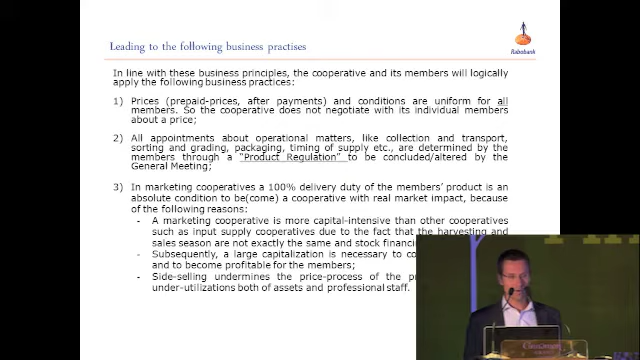 Leading to the following business practises
Rabobank
In line with these business principles, the cooperative and its members will logically
apply the following business practices:
1) Prices (prepaid-prices, after payments) and conditions are uniform for all
members. So the cooperative does not negotiate with its individual members
about a price;
2) All appointments about operational matters, like collection and transport,
sorting and grading, packaging, timing of supply etc., are determined by the
members through a "Product Regulation" to be concluded/altered by the
General Meeting;
3) In marketing cooperatives a 100% delivery duty of the members' product is an
absolute condition to be(come) a cooperative with real market impact, because
of the following reasons:
- A marketing cooperative is more capital-intensive than other cooperatives
such as input supply cooperatives due to the fact that the harvesting and
sales season are not exactly the same and stock
- Subsequently, a large capitalization is necessary to
and to become profitable for the members;
- Side-selling undermines the price-process of the
under-utilizations both of assets and professional staff.